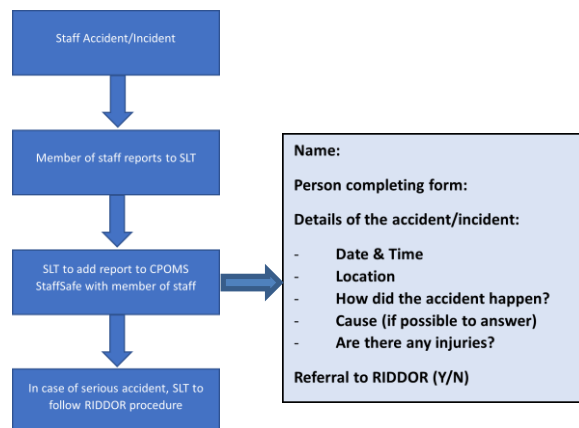 Staff Accident/Incident
Member of staff reports to SLT
SLT to add report to CPOMS
StaffSafe with member of staff
In case of serious accident, SLT to
follow RIDDOR procedure
Name:
Person completing form:
Details of the accident/incident:
- Date & Time
- Location
- How did the accident happen?
- Cause (if possible to answer)
- Are there any injuries?
Referral to RIDDOR (Y/N)